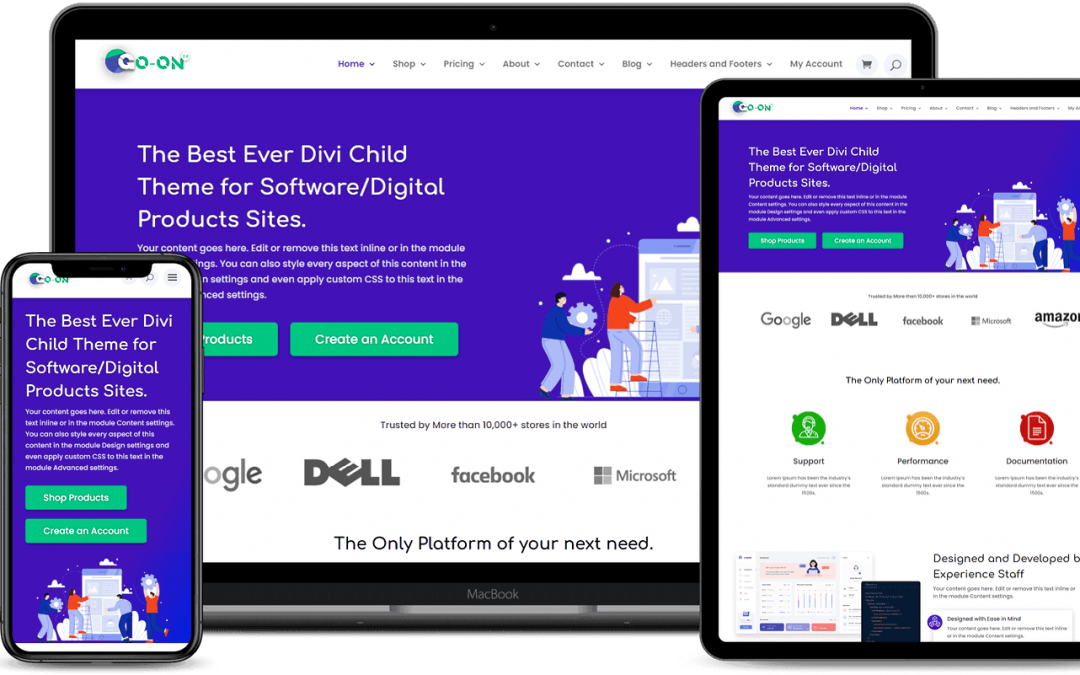 GO-ON
Home Shop Pricing About Contact Blog Headers and Footers My Account
The Best Ever Divi Child
Theme for Software/Digital
Products Sites.
Your content goes here. Edit or remove this text inline or in the module
ngs. You can also style every aspect of this content in the
n settings and even apply custom CSS to this text in the
anced settings.
roducts Create an Account
Trusted by More than 10,000+ stores in the world
ogle DELL facebook Microsoft
The Only Platform of your next need.
MacBook
GO-ON
The Best Ever Divi
Child Theme for
Software/Digital
Products Sites.
Your content goes here. Edit or remove this
text inline or in the module Content settings.
You can also style every aspect of this
content in the module Design settings and
even apply custom CSS to this text in the
module Advanced settings.
Shop Products
Create an Account
GO-ON
Home Shop Pricing About Contact Blog Headers and Footers My A
The Best Ever Divi Child
Theme for Software/Digital
Products Sites.
Your content goes here. Edit or remove this text inline or in the module
Content settings. You can also style every aspect of this content in the
module Design settings and even apply custom CSS to this text in the
module Advanced settings.
Shop Products Create an Account
Trusted by More than 10,000+ stores in the world
Google DELL facebook Microsoft amazon
The Only Platform of your next need.
Support Performance Documentation
Lorem Ipsum has been the industry's Lorem Ipsum has been the industry's Lorem Ipsum has been the industry's
standard dummy text ever since the standard dummy text ever since the standard dummy text ever since the
1500s. 1500s. 1500s.
Designed and Developed b
Experience Staff
Your content goes here. Edit or remove this text inline or
in the module Content settings.
Designed with Ease in Mind
Your content goes here. Edit or remove this text inline
or in the module Content settings.